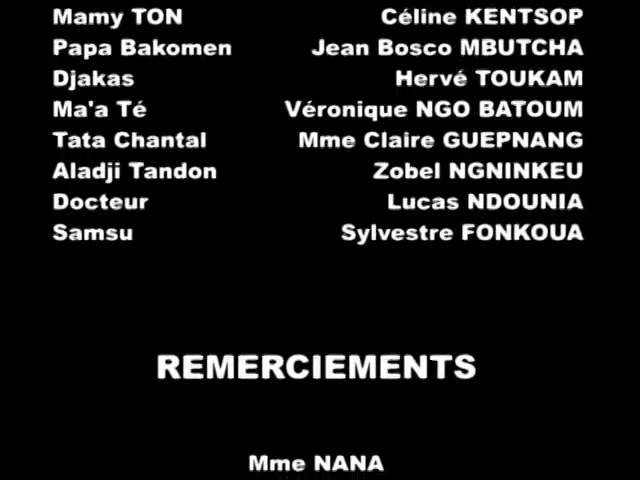 Mamy TON Céline KENTSOP
Papa Bakomen Jean Bosco MBUTCHA
Djakas Hervé TOUKAM
Ma'a Té Véronique NGO BATOUM
Tata Chantal Mme Claire GUEPNANG
Aladji Tandon Zobel NGNINKEU
Docteur Lucas NDOUNIA
Samsu Sylvestre FONKOUA
REMERCIEMENTS
Mme NANA